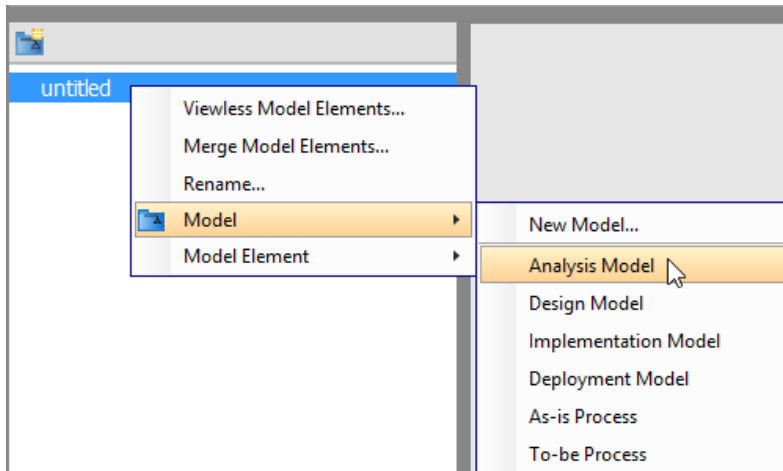 untitled
Viewless Model Elements...
Merge Model Elements...
Rename...
Model
Model Element
New Model...
Analysis Model
Design Model
Implementation Model
Deployment Model
As-is Process
To-be Process